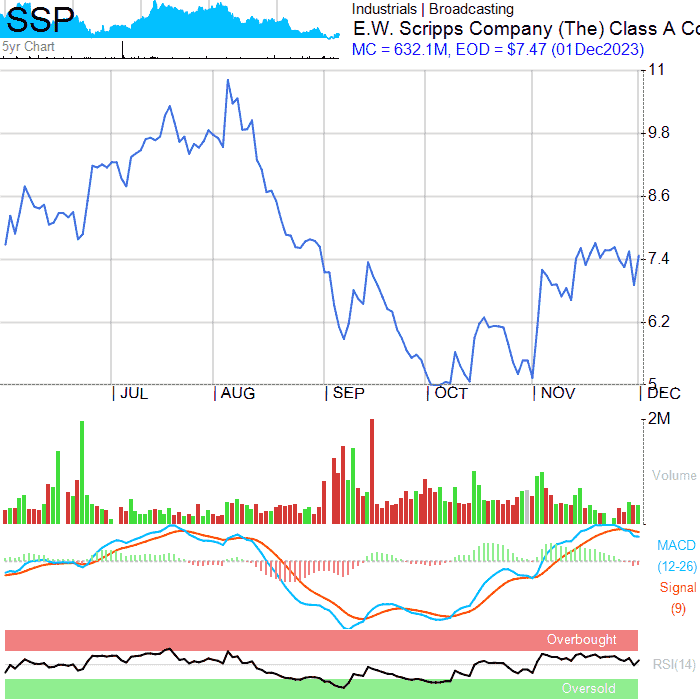 SSP
5yr Chart
Industrials | Broadcasting
E.W. Scripps Company (The) Class A Co
MC = 632.1M, EOD = $7.47 (01Dec2023)
11
9.8
8.6
7.4
6.2
5
JUL
AUG
SEP
OCT
NOV
DEC
2M
Volume
MACD
(12-26)
Signal
(9)
Overbought
RSI(14)
Oversold